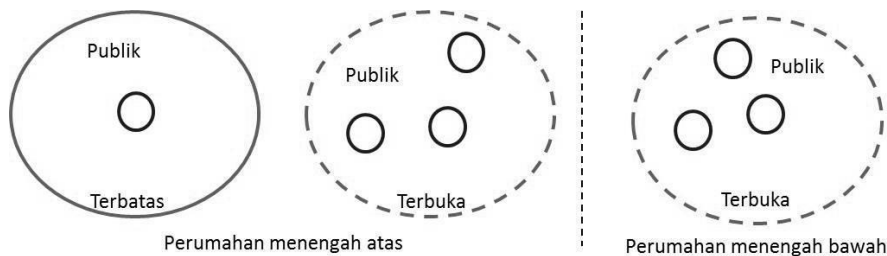 Publik
Terbatas
Publik
Terbuka
Perumahan menengah atas
Publik
Terbuka
Perumahan menengah bawah